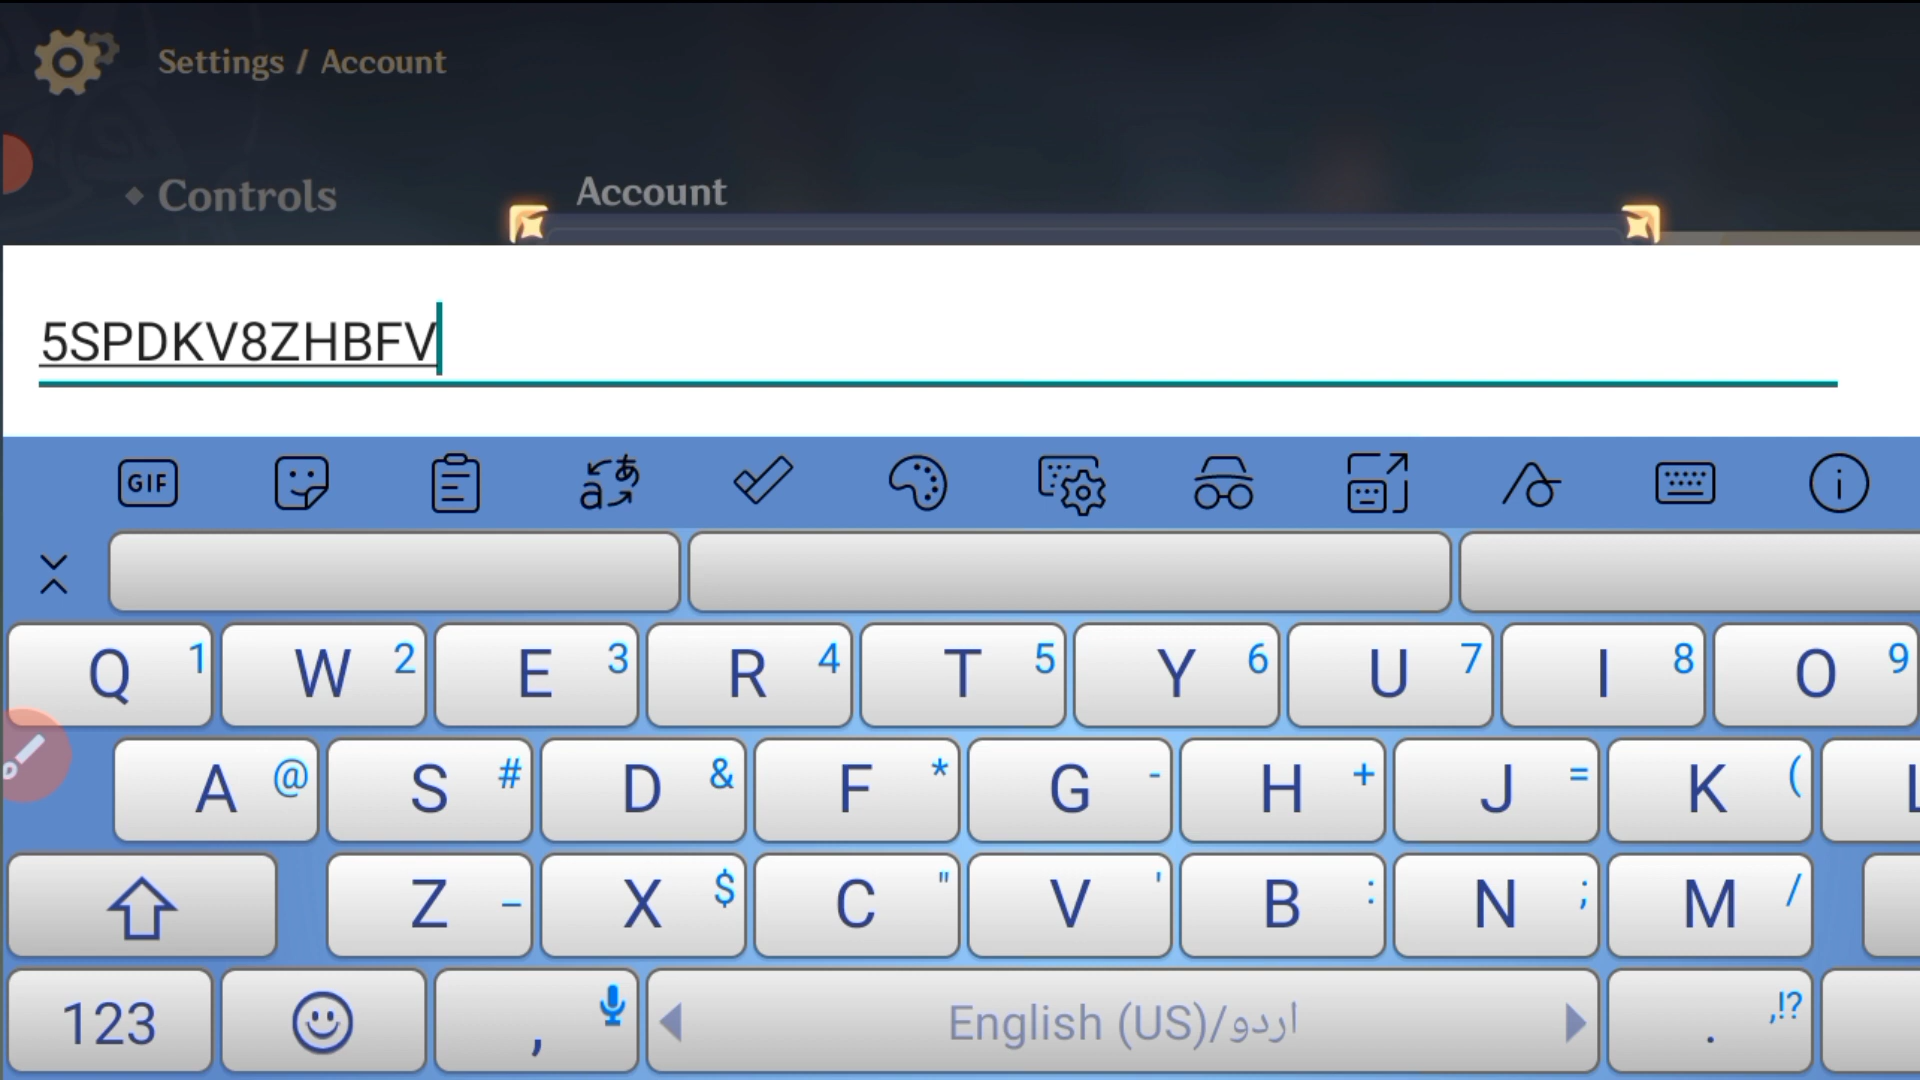 Settings / Account
Controls
Account
5SPDKV8ZHBFV
GIF
Q 1 W 2 E 3 R 4 T 5 Y 6 U 7 I 8 O 9
A @ S # D & F * G - H + J = K ( L
Z _ X $ C " V ' B : N ; M /
123 , English (US)/اردو . ,!?